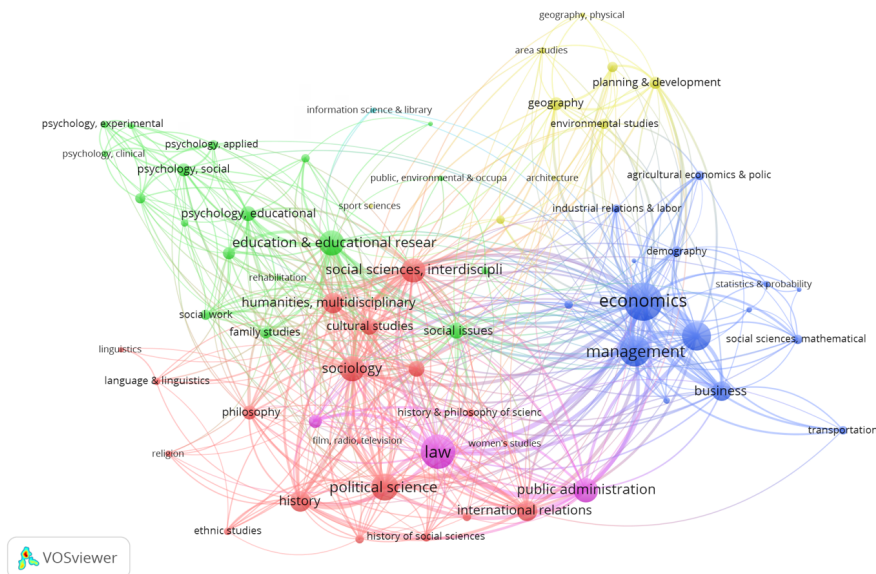 geography, physical
area studies
planning & development
geography
information science & library
environmental studies
psychology, experimental
psychology, applied
psychology, clinical
psychology, social
public, environmental & occupa
architecture
agricultural economics & polic
sport sciences
industrial relations & labor
psychology, educational
education & educational resear
demography
social sciences, interdiscipli
rehabilitation
statistics & probability
economics
humanities, multidisciplinary
social work
cultural studies
family studies
social issues
social sciences, mathematical
linguistics
management
sociology
language & linguistics
business
philosophy
history & philosophy of scienc
transportation
film, radio, television
women's studies
religion
law
political science
public administration
history
international relations
ethnic studies
history of social sciences
VOSviewer